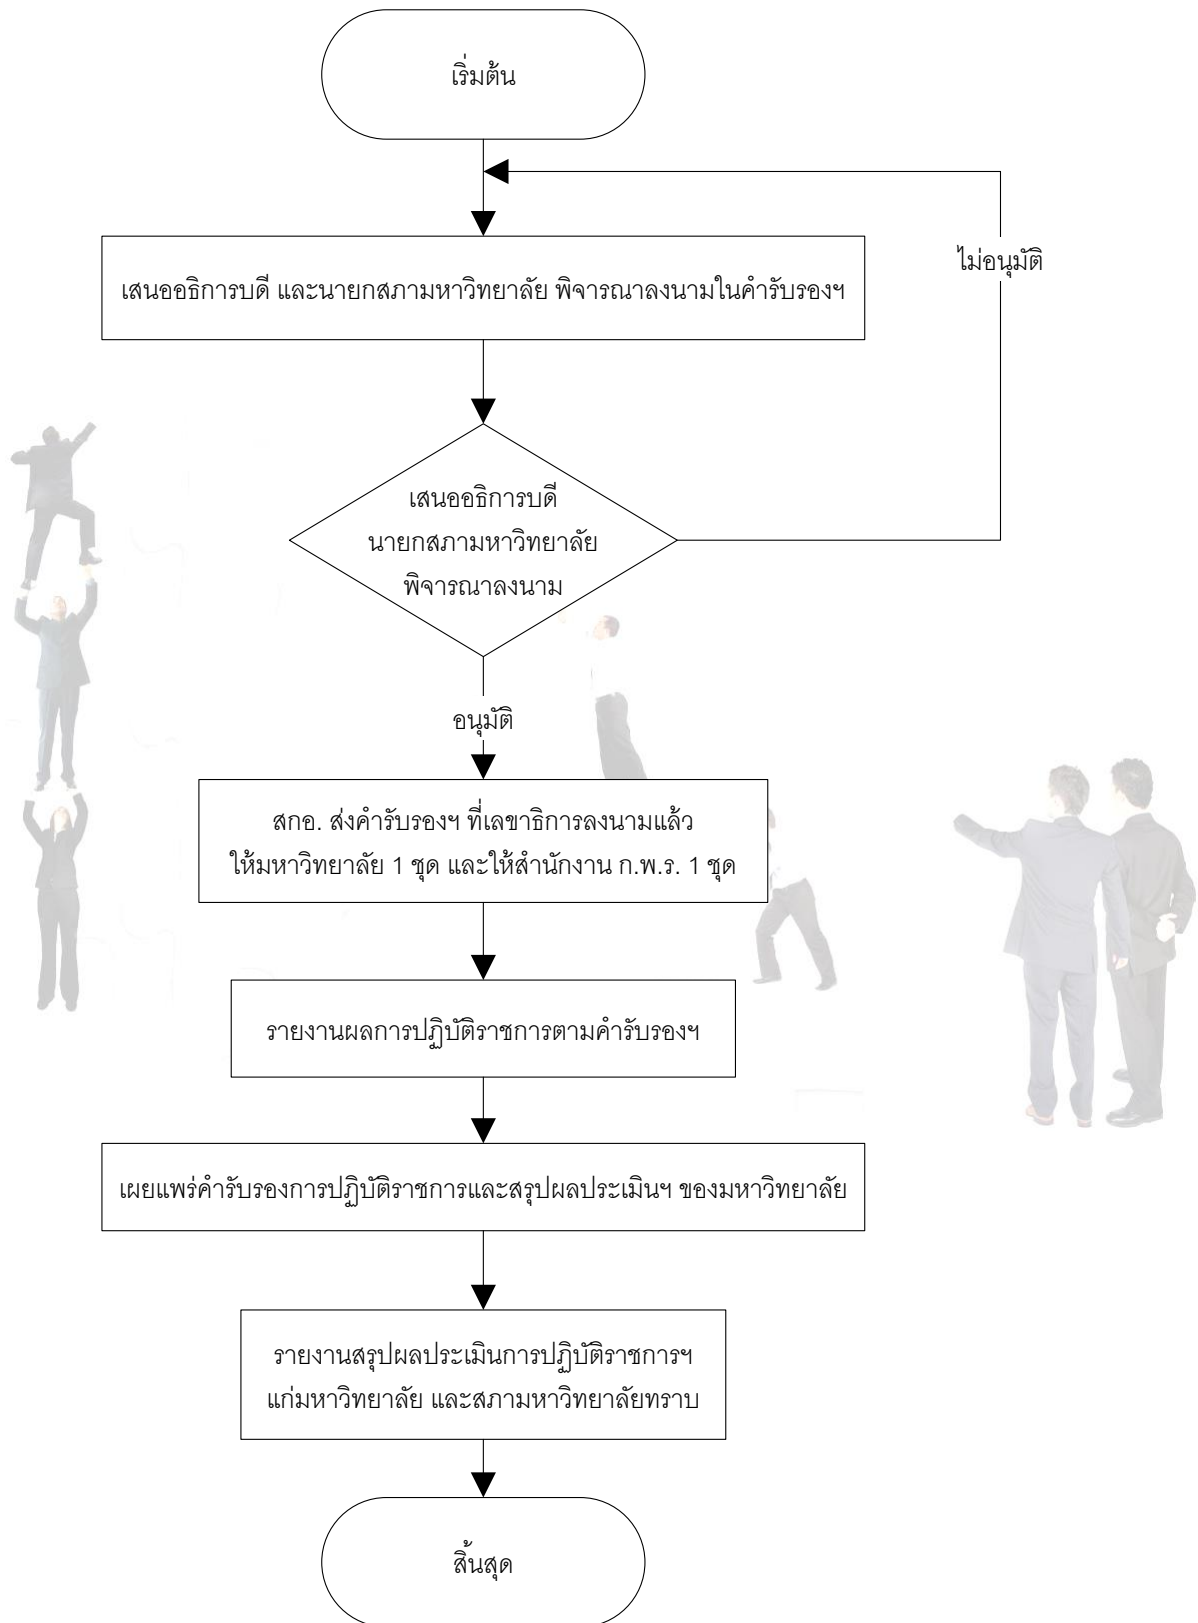 เริ่มต้น
เสนออธิการบดี และนายกสภามหาวิทยาลัย พิจารณาลงนามในคำรับรองฯ
ไม่อนุมัติ
เสนออธิการบดี
นายกสภามหาวิทยาลัย
พิจารณาลงนาม
อนุมัติ
สกอ. ส่งคำรับรองฯ ที่เลขาธิการลงนามแล้ว
ให้มหาวิทยาลัย 1 ชุด และให้สำนักงาน ก.พ.ร. 1 ชุด
รายงานผลการปฏิบัติราชการตามคำรับรองฯ
เผยแพร่คำรับรองการปฏิบัติราชการและสรุปผลประเมินฯ ของมหาวิทยาลัย
รายงานสรุปผลประเมินการปฏิบัติราชการฯ
แก่มหาวิทยาลัย และสภามหาวิทยาลัยทราบ
สิ้นสุด